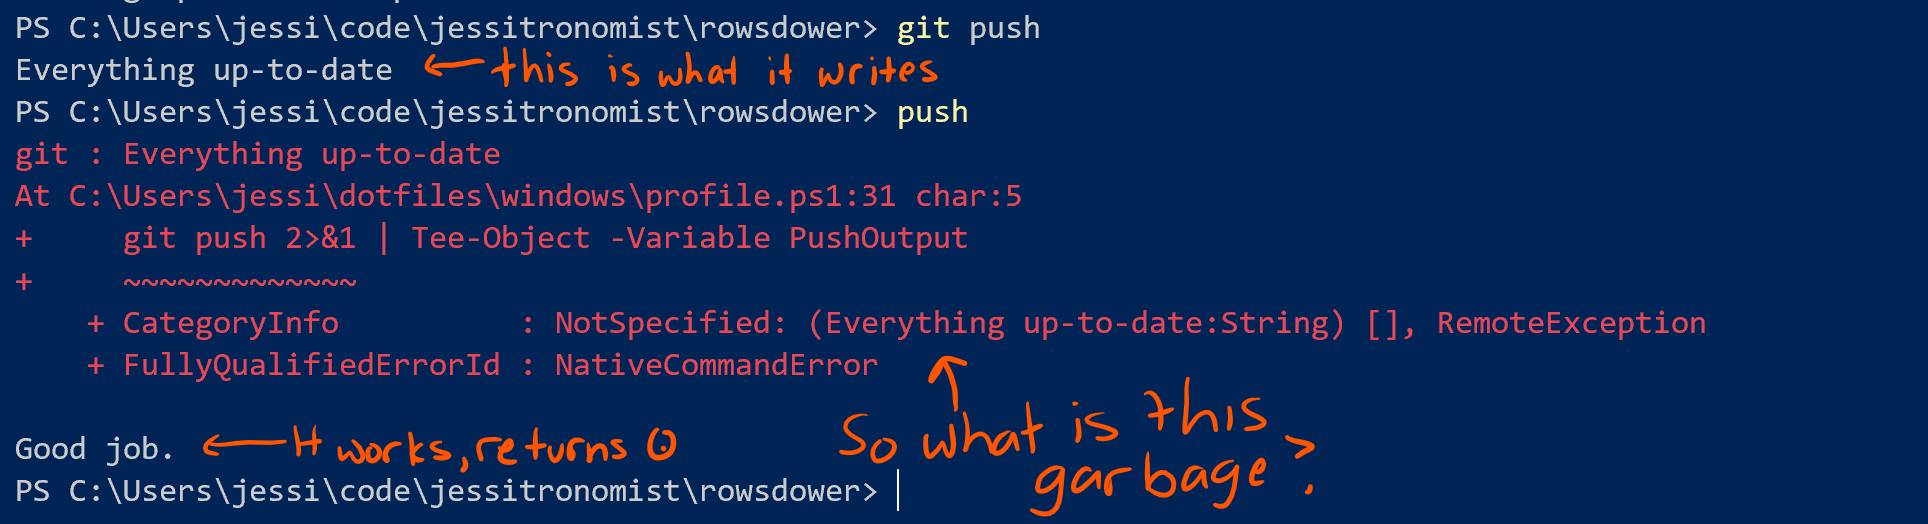 PS C:\Users\jessi\code\jessitronomist\rowsdower> git push
Everything up-to-date ← this is what it writes
PS C:\Users\jessi\code\jessitronomist\rowsdower> push
git : Everything up-to-date
At C:\Users\jessi\dotfiles\windows\profile.ps1:31 char:5
+     git push 2>&1 | Tee-Object -Variable PushOutput
+     ~~~~~~~~~~~~~
    + CategoryInfo          : NotSpecified: (Everything up-to-date:String) [], RemoteException
    + FullyQualifiedErrorId : NativeCommandError
So what is this
garbage?
Good job. ← It works, returns 0
PS C:\Users\jessi\code\jessitronomist\rowsdower>